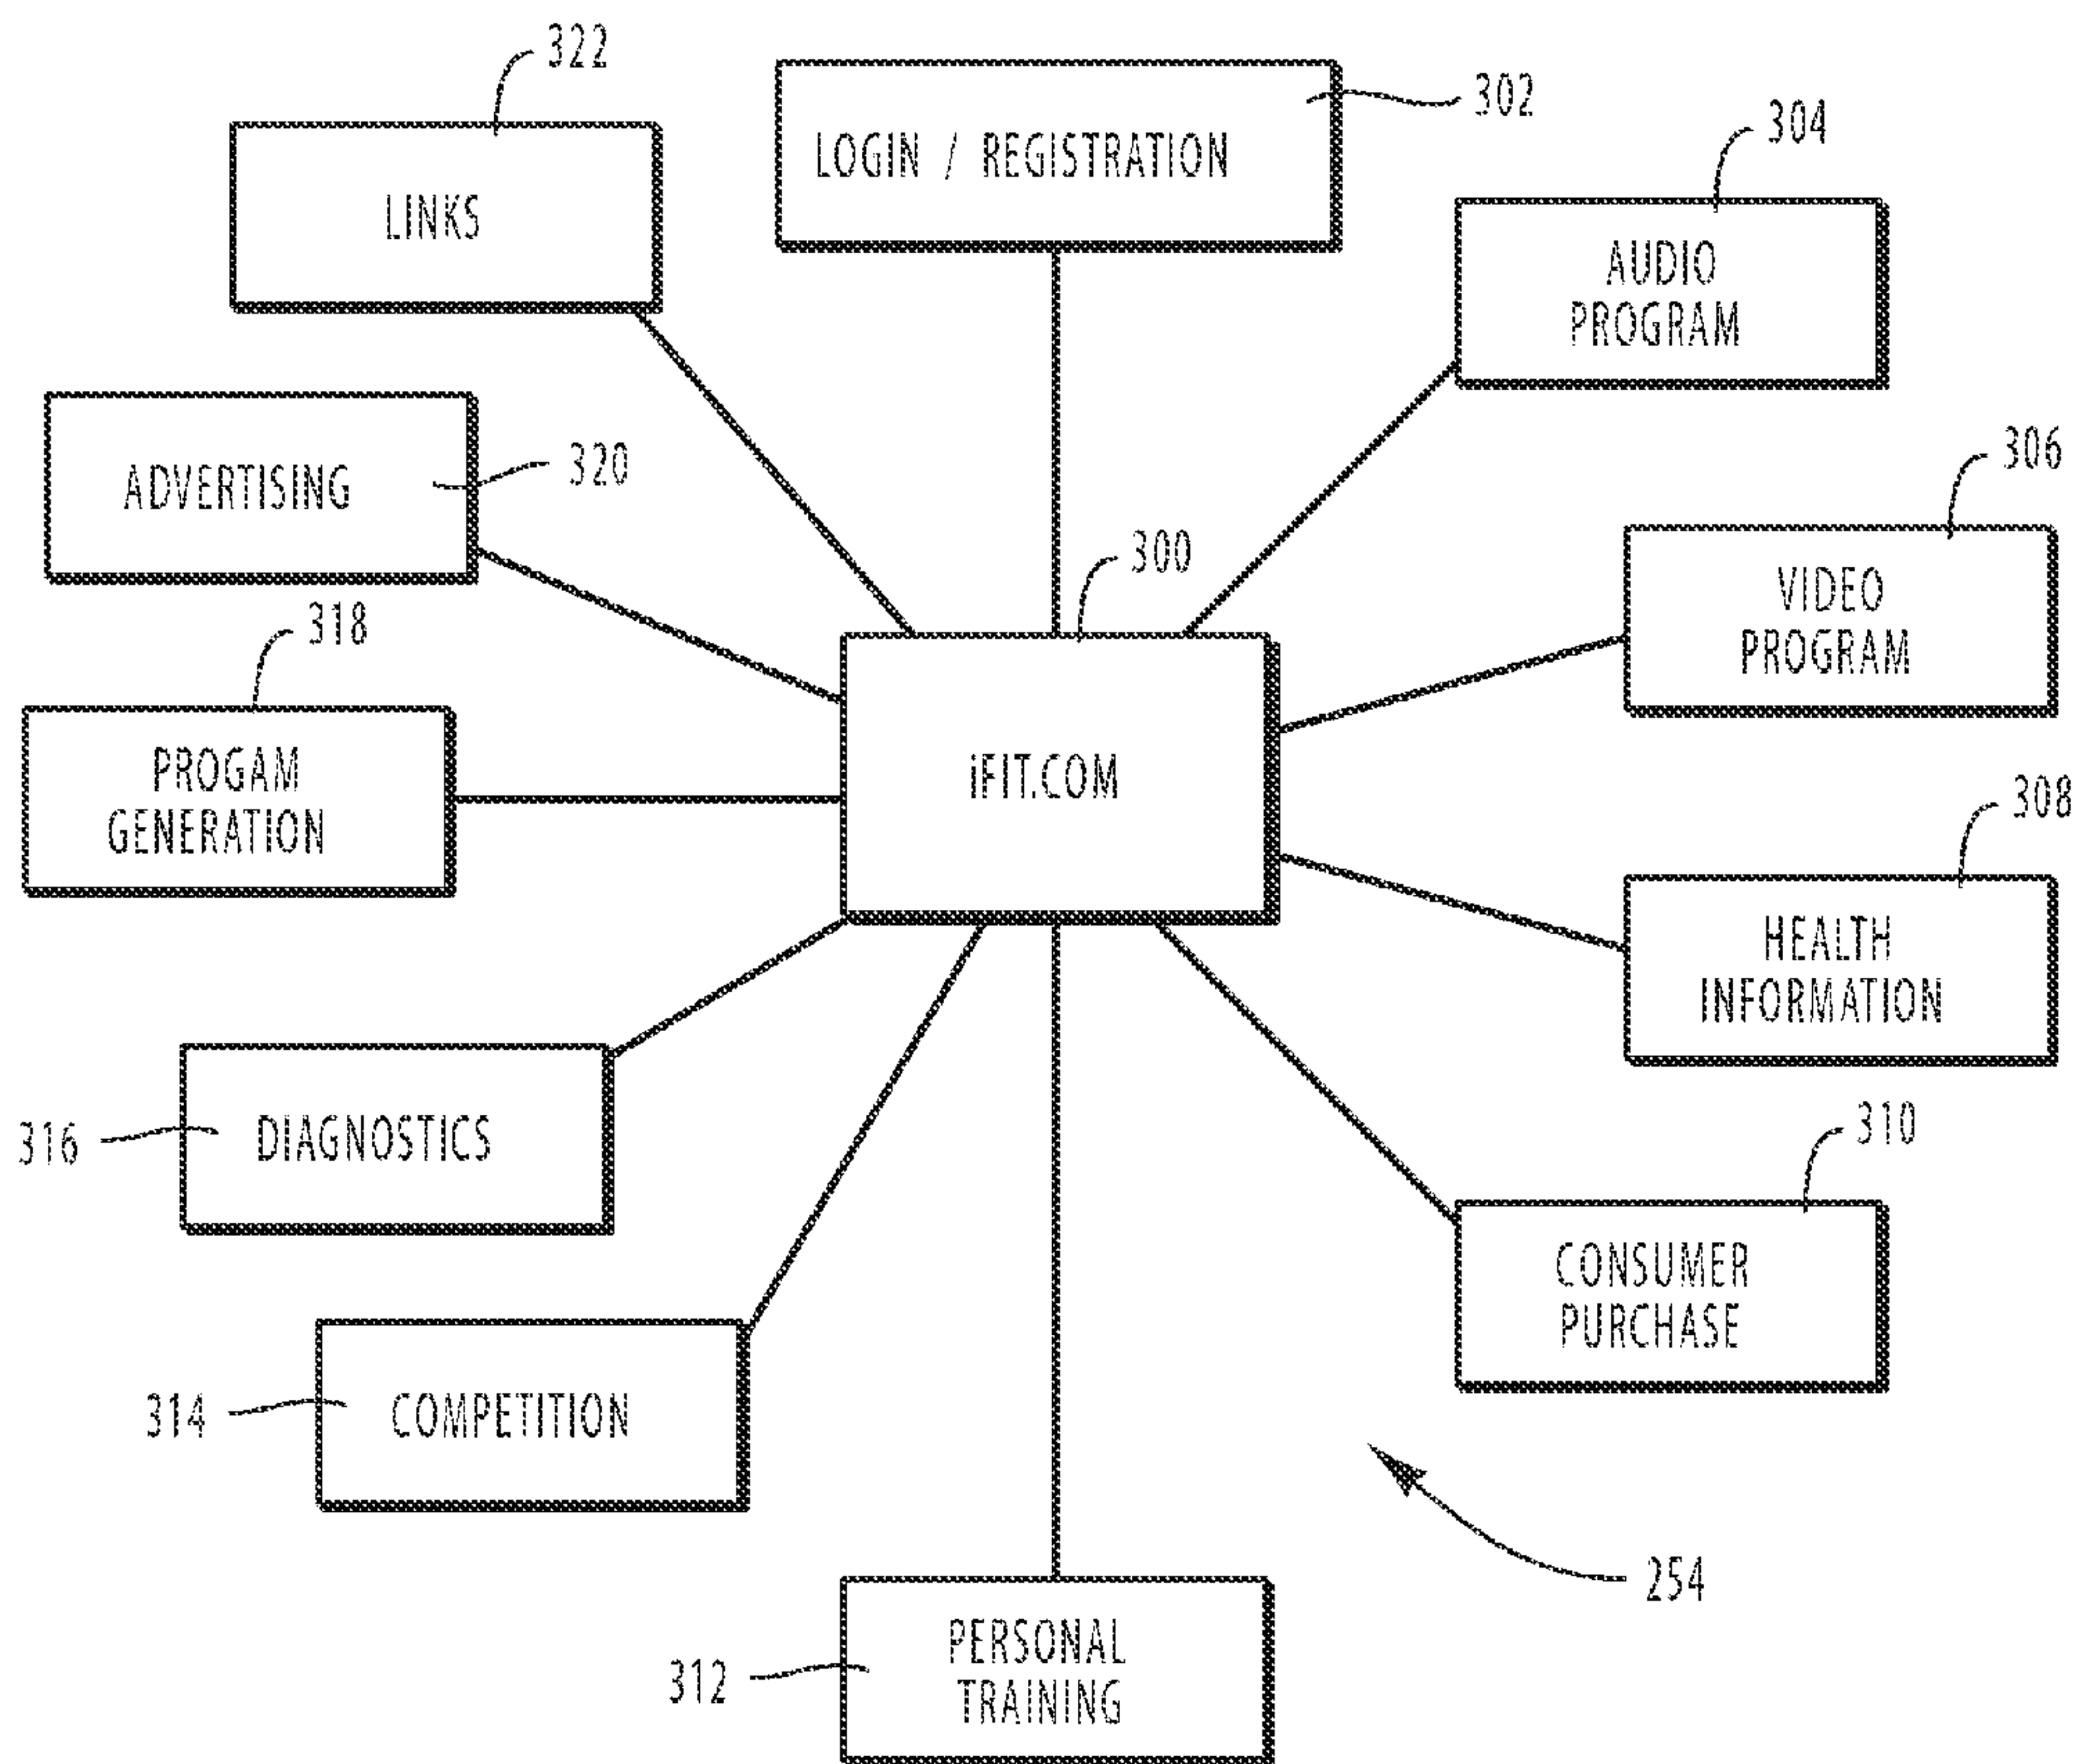 322
302
LOGIN / REGISTRATION
304
LINKS
AUDIO
PROGRAM
320
306
ADVERTISING
300
VIDEO
PROGRAM
318
PROGAM
GENERATION
iFIT.COM
308
HEALTH
INFORMATION
316
DIAGNOSTICS
310
CONSUMER
PURCHASE
314
COMPETITION
254
312
PERSONAL
TRAINING